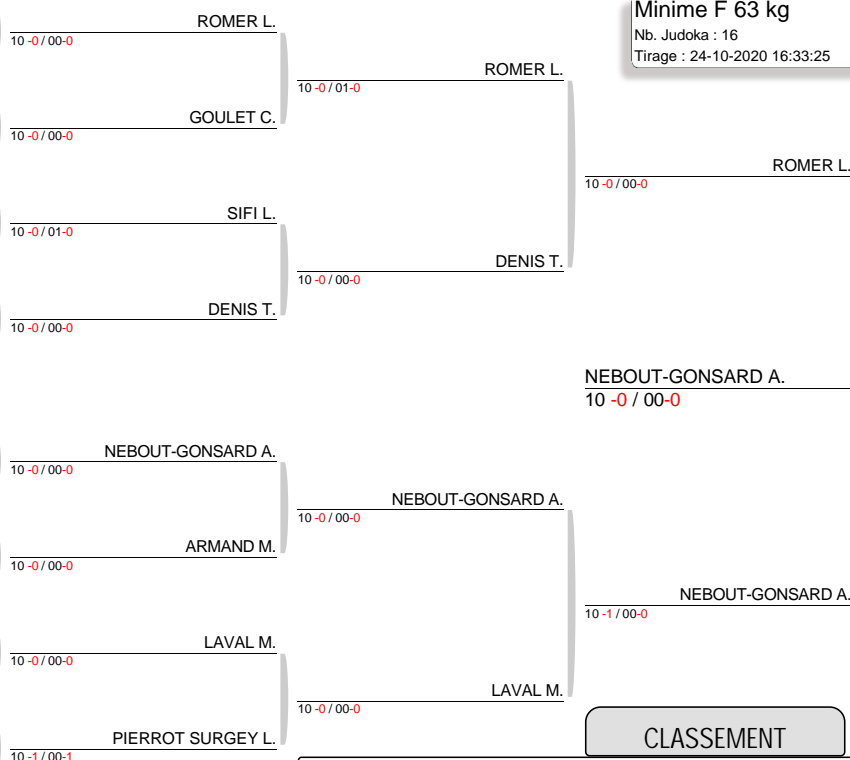 Minime F 63 kg
Nb. Judoka : 16
Tirage : 24-10-2020 16:33:25
ROMER L.
10 -0 / 00-0
GOULET C.
10 -0 / 00-0
SIFI L.
10 -0 / 01-0
DENIS T.
10 -0 / 00-0
NEBOUT-GONSARD A.
10 -0 / 00-0
ARMAND M.
10 -0 / 00-0
LAVAL M.
10 -0 / 00-0
PIERROT SURGEY L.
10 -1 / 00-1
ROMER L.
10 -0 / 01-0
DENIS T.
10 -0 / 00-0
NEBOUT-GONSARD A.
10 -0 / 00-0
LAVAL M.
10 -0 / 00-0
ROMER L.
10 -0 / 00-0
NEBOUT-GONSARD A.
10 -0 / 00-0
NEBOUT-GONSARD A.
10 -1 / 00-0
CLASSEMENT